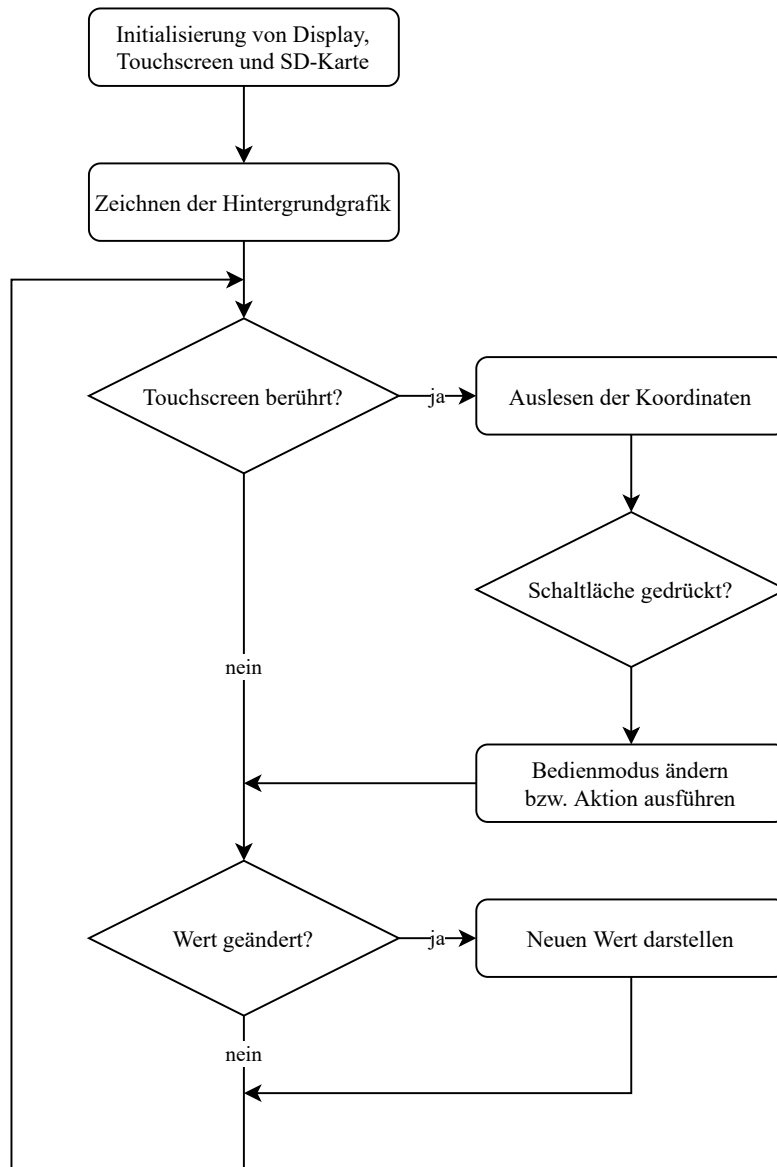 Initialisierung von Display,
Touchscreen und SD-Karte
Zeichnen der Hintergrundgrafik
Touchscreen berührt?
ja
Auslesen der Koordinaten
Schaltläche gedrückt?
nein
Bedienmodus ändern
bzw. Aktion ausführen
Wert geändert?
ja
Neuen Wert darstellen
nein